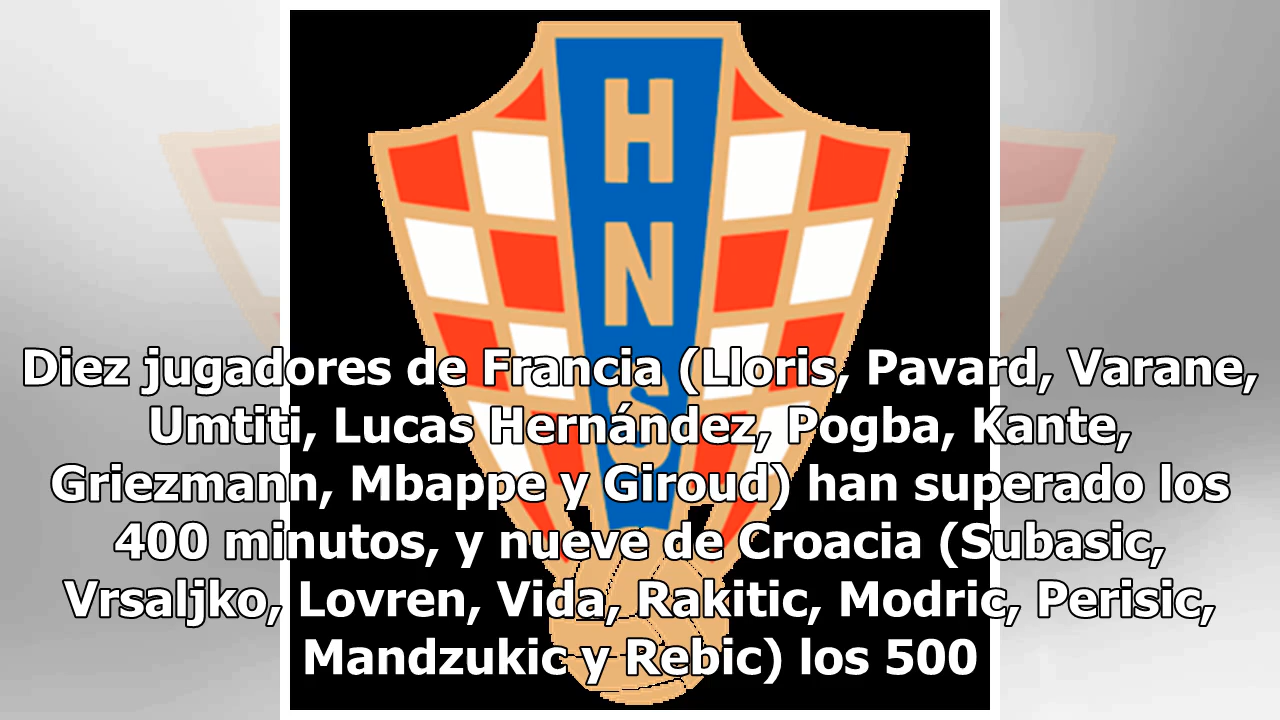 H
N
S
Diez jugadores de Francia (Lloris, Pavard, Varane,
Umtiti, Lucas Hernández, Pogba, Kante,
Griezmann, Mbappe y Giroud) han superado los
400 minutos, y nueve de Croacia (Subasic,
Vrsaljko, Lovren, Vida, Rakitic, Modric, Perisic,
Mandzukic y Rebic) los 500